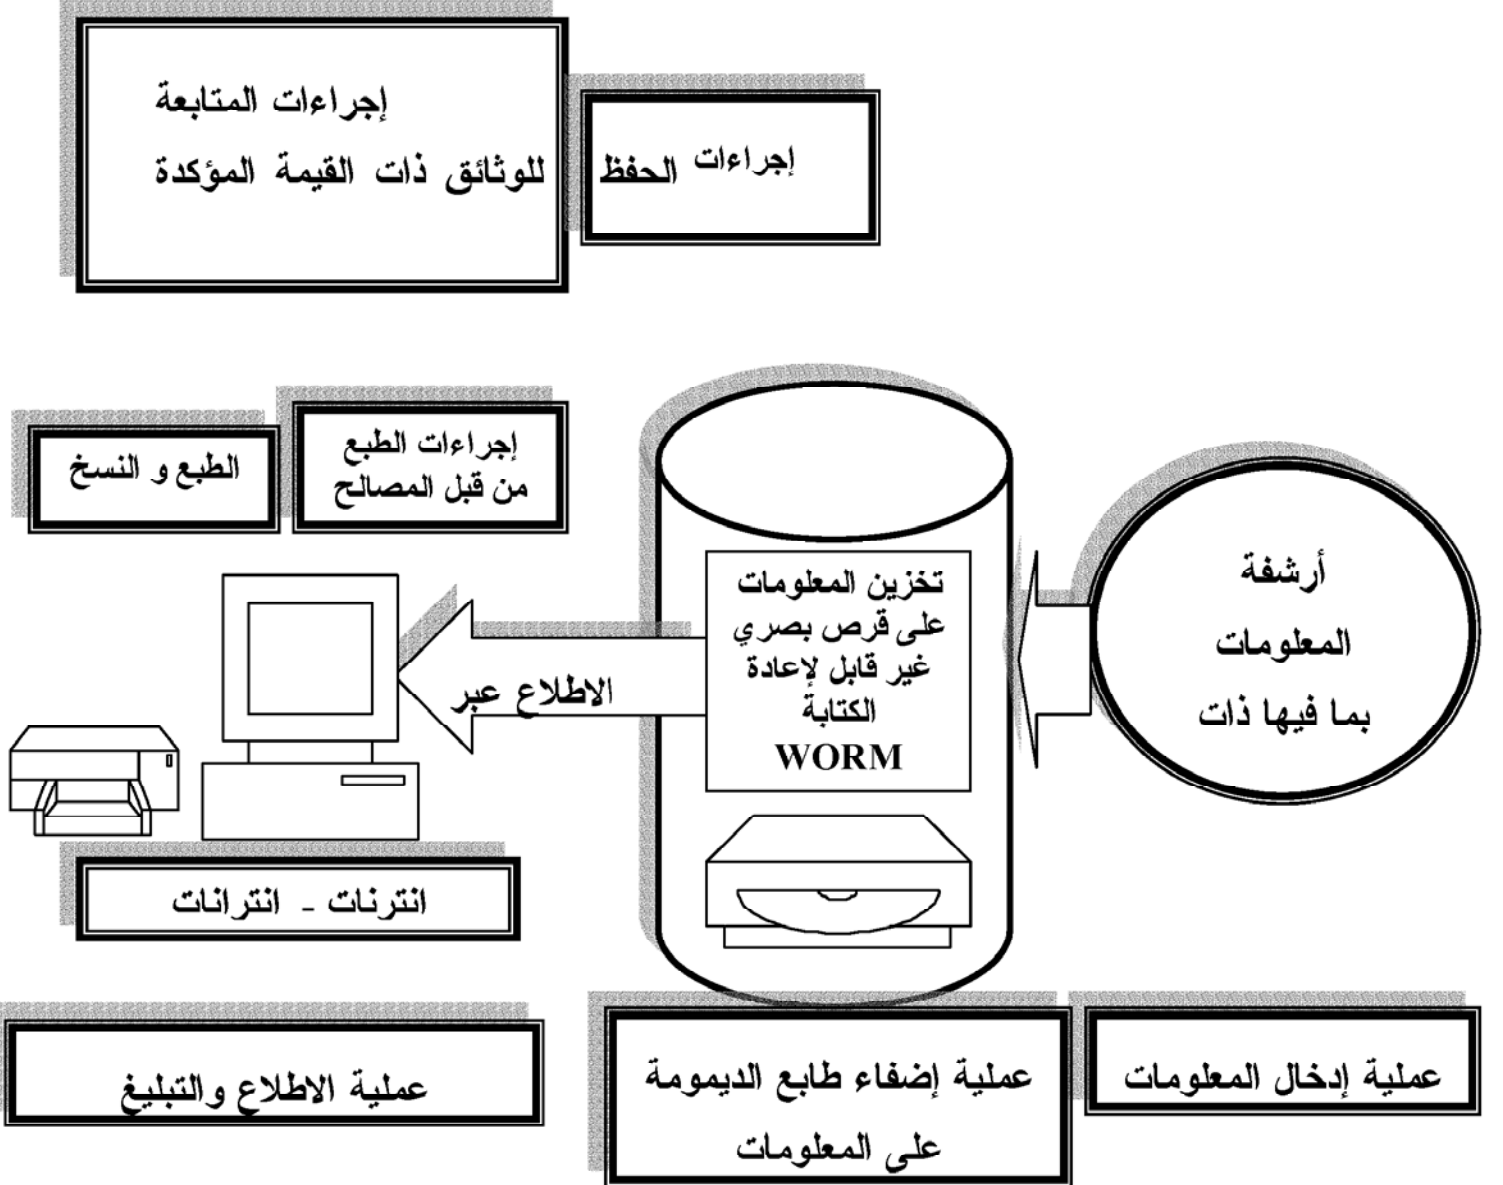 إجراءات المتابعة
للوثائق ذات القيمة المؤكدة
إجراءات الحفظ
إجراءات الطبع
من قبل المصالح
الطبع و النسخ
أرشفة
المعلومات
بما فيها ذات
تخزين المعلومات
على قرص بصري
غير قابل لإعادة
الكتابة
WORM
الاطلاع عبر
انترنات - انترانات
عملية إدخال المعلومات
عملية إضفاء طابع الديمومة
على المعلومات
عملية الاطلاع والتبليغ